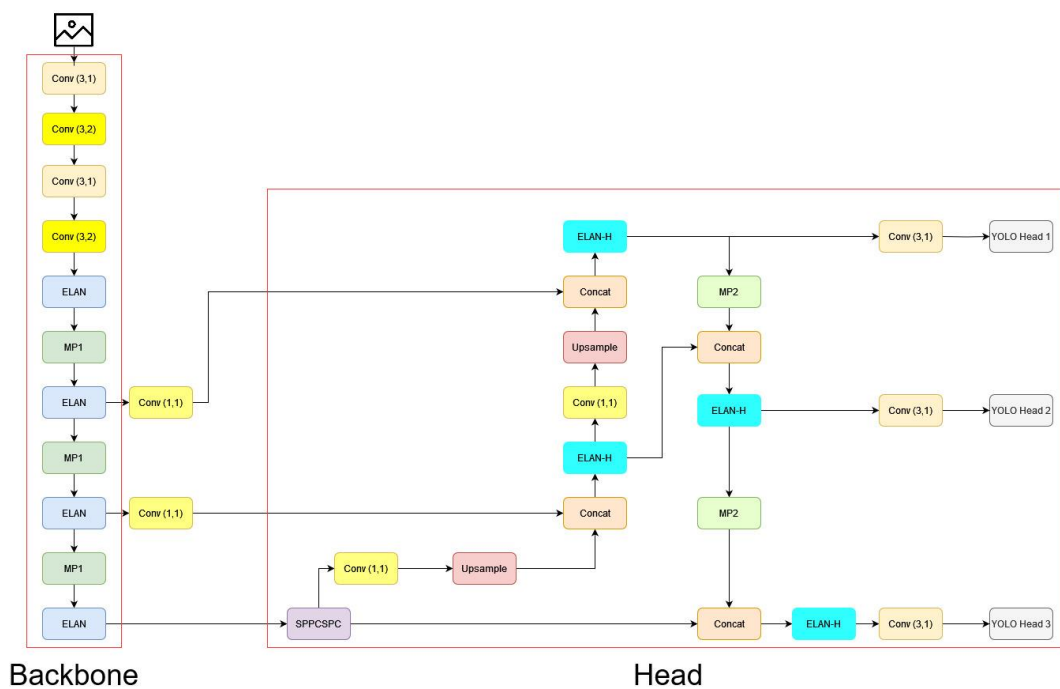 Conv (3,1)
Conv (3,2)
Conv (3,1)
Conv (3,2)
ELAN
MP1
ELAN
Conv (1,1)
MP1
ELAN
Conv (1,1)
MP1
ELAN
Backbone
SPPCSPC
Conv (1,1)
Upsample
Concat
ELAN-H
Conv (1,1)
Upsample
Concat
ELAN-H
MP2
Concat
ELAN-H
MP2
Concat
ELAN-H
Conv (3,1)
YOLO Head 1
Conv (3,1)
YOLO Head 2
Conv (3,1)
YOLO Head 3
Head